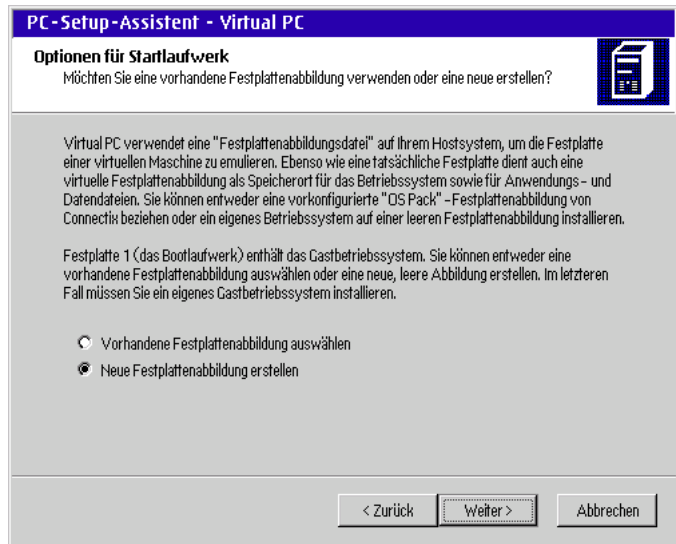 PC-Setup-Assistent - Virtual PC
Optionen für Startlaufwerk
Möchten Sie eine vorhandene Festplattenabbildung verwenden oder eine neue erstellen?
Virtual PC verwendet eine "Festplattenabbildungsdatei" auf Ihrem Hostsystem, um die Festplatte
einer virtuellen Maschine zu emulieren. Ebenso wie eine tatsächliche Festplatte dient auch eine
virtuelle Festplattenabbildung als Speicherort für das Betriebssystem sowie für Anwendungs- und
Datendateien. Sie können entweder eine vorkonfigurierte "OS Pack"-Festplattenabbildung von
Connectix beziehen oder ein eigenes Betriebssystem auf einer leeren Festplattenabbildung installieren.
Festplatte 1 (das Bootlaufwerk) enthält das Gastbetriebssystem. Sie können entweder eine
vorhandene Festplattenabbildung auswählen oder eine neue, leere Abbildung erstellen. Im letzteren
Fall müssen Sie ein eigenes Gastbetriebssystem installieren.
Vorhandene Festplattenabbildung auswählen
Neue Festplattenabbildung erstellen
< Zurück Weiter > Abbrechen